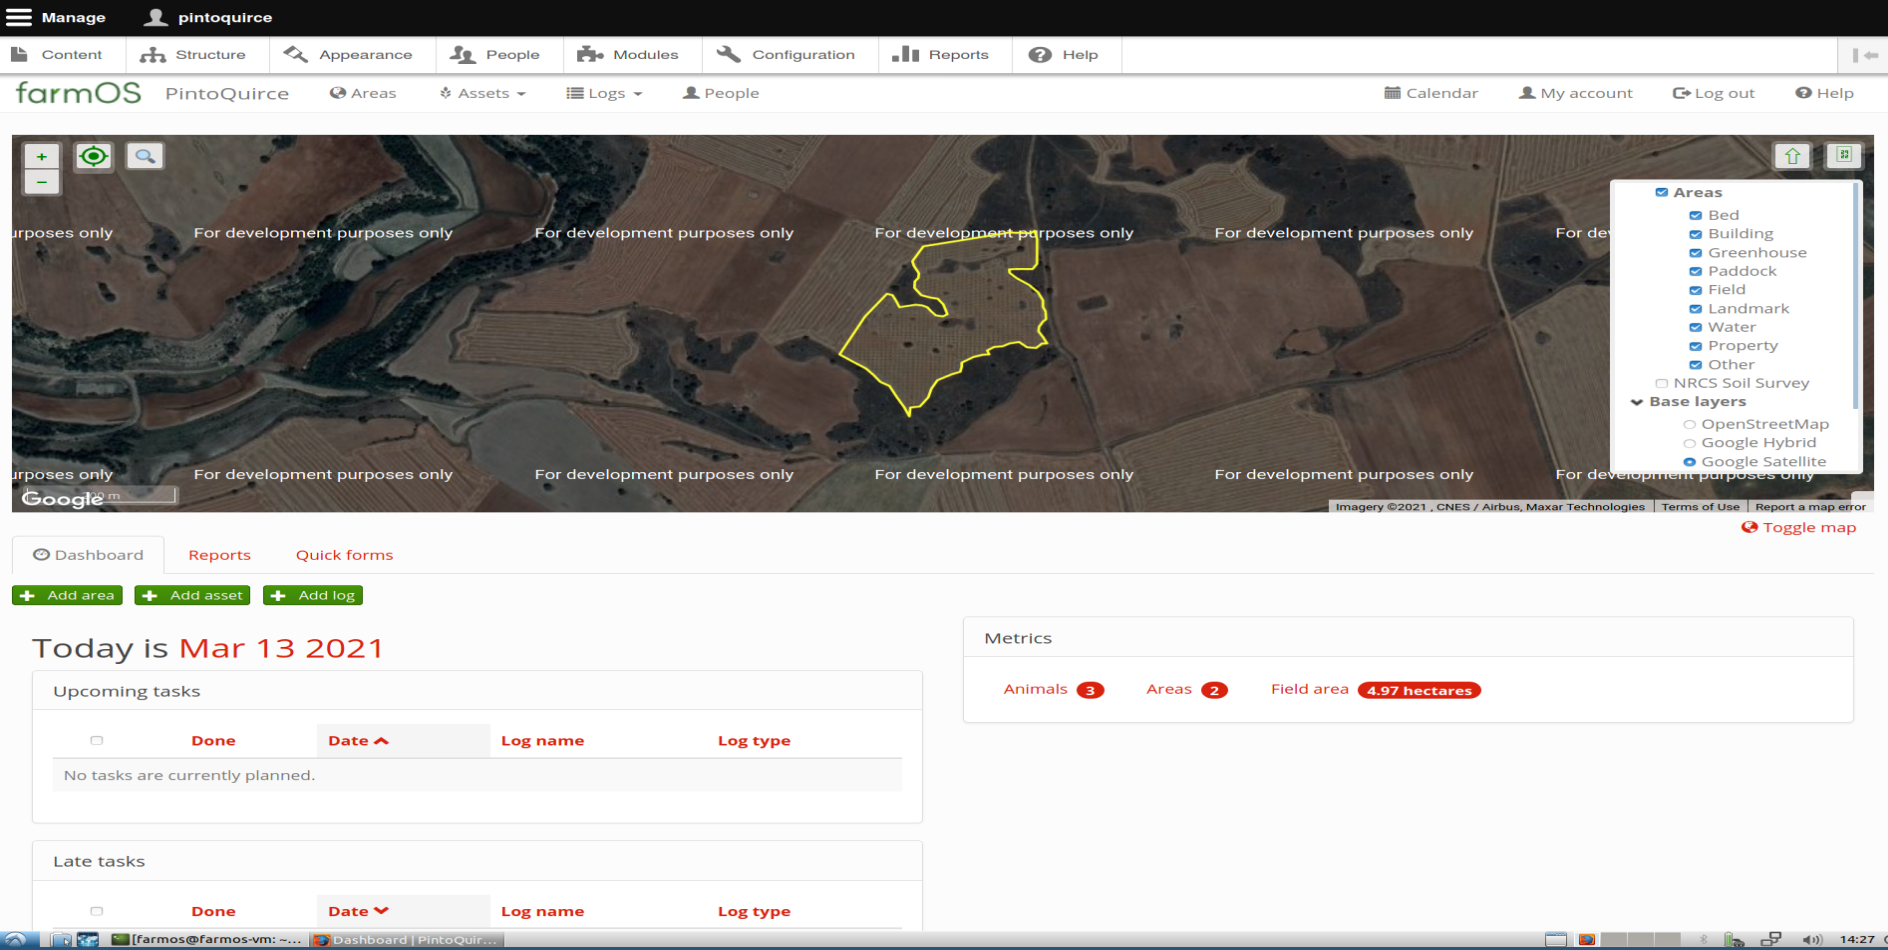 Manage pintoquirce
Content Structure Appearance People Modules Configuration Reports Help
farmOS PintoQuirce Areas Assets Logs People Calendar My account Log out Help
+
−
Areas
Bed
Building
Greenhouse
Paddock
Field
Landmark
Water
Property
Other
NRCS Soil Survey
Base layers
OpenStreetMap
Google Hybrid
Google Satellite
urposes only For development purposes only For development purposes only For development purposes only For development purposes only For dev
urposes only For development purposes only For development purposes only For development purposes only For development purposes only For development purposes only
Google m
Imagery ©2021 , CNES / Airbus, Maxar Technologies Terms of Use Report a map error
Toggle map
Dashboard Reports Quick forms
Add area Add asset Add log
Today is Mar 13 2021
Upcoming tasks
Done Date Log name Log type
No tasks are currently planned.
Late tasks
Done Date Log name Log type
Metrics
Animals 3 Areas 2 Field area 4.97 hectares
[farmos@farmos-vm: ~... Dashboard | PintoQuir... 14:27